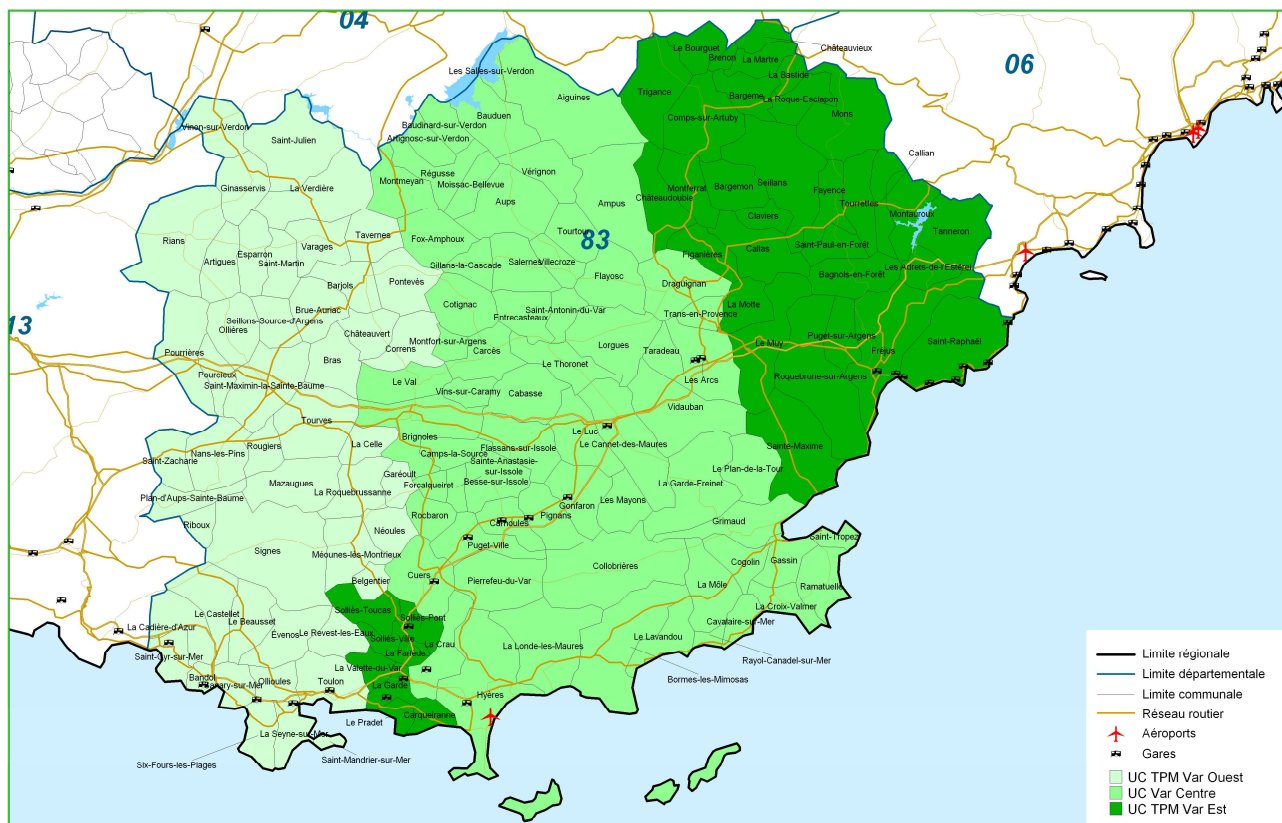 04
06
83
13
Châteauvieux
Le Bourguet
Brenon
La Martre
La Bastide
Les Salles-sur-Verdon
Aiguines
Trigance
Bargème
La Roque-Esclapon
Bauduen
Comps-sur-Artuby
Mons
Vinon-sur-Verdon
Baudinard-sur-Verdon
Saint-Julien
Artignosc-sur-Verdon
Callian
Régusse
Vérignon
Montmeyan
Moissac-Bellevue
Ginasservis
La Verdière
Montferrat
Bargemon
Seillans
Fayence
Châteaudouble
Aups
Ampus
Tourrettes
Claviers
Montauroux
Tavernes
Fox-Amphoux
Tourtour
Tanneron
Rians
Varages
Saint-Paul-en-Forêt
Esparron
Callas
Figanières
Artigues
Saint-Martin
Sillans-la-Cascade
Salernes
Villecroze
Les Adrets-de-l'Estérel
Flayosc
Bagnols-en-Forêt
Barjols
Pontevès
Draguignan
Cotignac
La Motte
Brue-Auriac
Saint-Antonin-du-Var
Trans-en-Provence
Entrecasteaux
Seillons-Source-d'Argens
Ollières
Châteauvert
Puget-sur-Argens
Montfort-sur-Argens
Lorgues
Le Muy
Saint-Raphaël
Correns
Carcès
Taradeau
Fréjus
Pourrières
Bras
Le Thoronet
Pourcieux
Roquebrune-sur-Argens
Saint-Maximin-la-Sainte-Baume
Le Val
Les Arcs
Vins-sur-Caramy
Cabasse
Vidauban
Tourves
Le Luc
Brignoles
La Celle
Le Cannet-des-Maures
Sainte-Maxime
Rougiers
Flassans-sur-Issole
Nans-les-Pins
Camps-la-Source
Saint-Zacharie
Sainte-Anastasie-
sur-Issole
Le Plan-de-la-Tour
Garéoult
Besse-sur-Issole
Mazaugues
Forcalqueiret
La Garde-Freinet
La Roquebrussanne
Plan-d'Aups-Sainte-Baume
Les Mayons
Gonfaron
Rocbaron
Pignans
Carnoules
Grimaud
Riboux
Néoules
Saint-Tropez
Puget-Ville
Signes
Méounes-lès-Montrieux
Cogolin
Gassin
Collobrières
Cuers
Belgentier
Pierrefeu-du-Var
La Môle
Ramatuelle
Solliès-Toucas
La Croix-Valmer
Le Castellet
Solliès-Pont
Cavalaire-sur-Mer
La Cadière-d'Azur
Le Beausset
Évenos
Le Revest-les-Eaux
Solliès-Ville
Le Lavandou
La Crau
La Londe-les-Maures
La Farlède
Saint-Cyr-sur-Mer
Rayol-Canadel-sur-Mer
La Valette-du-Var
Bandol
Ollioules
Toulon
Bormes-les-Mimosas
Sanary-sur-Mer
La Garde
Hyères
Carqueiranne
Le Pradet
La Seyne-sur-Mer
Saint-Mandrier-sur-Mer
Six-Fours-les-Plages
Limite régionale
Limite départementale
Limite communale
Réseau routier
Aéroports
Gares
UC TPM Var Ouest
UC Var Centre
UC TPM Var Est